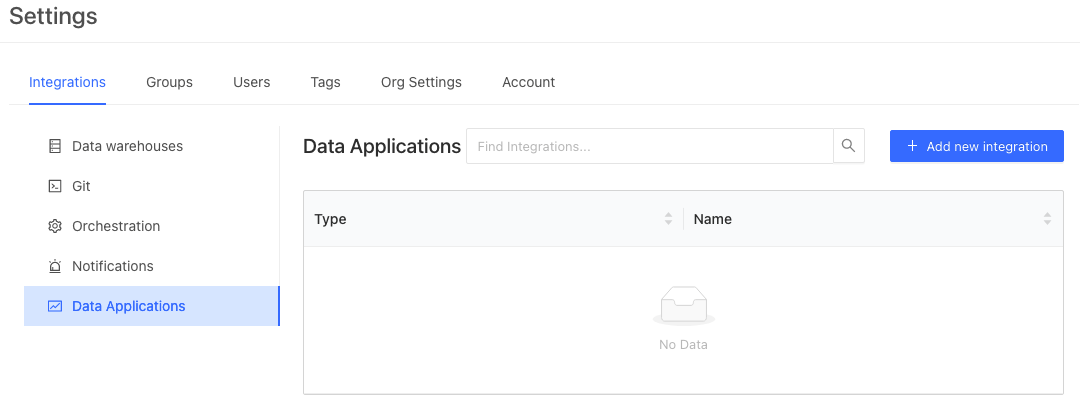 Settings
Integrations Groups Users Tags Org Settings Account
Data warehouses
Git
Orchestration
Notifications
Data Applications
Data Applications Find Integrations... + Add new integration
Type Name
No Data